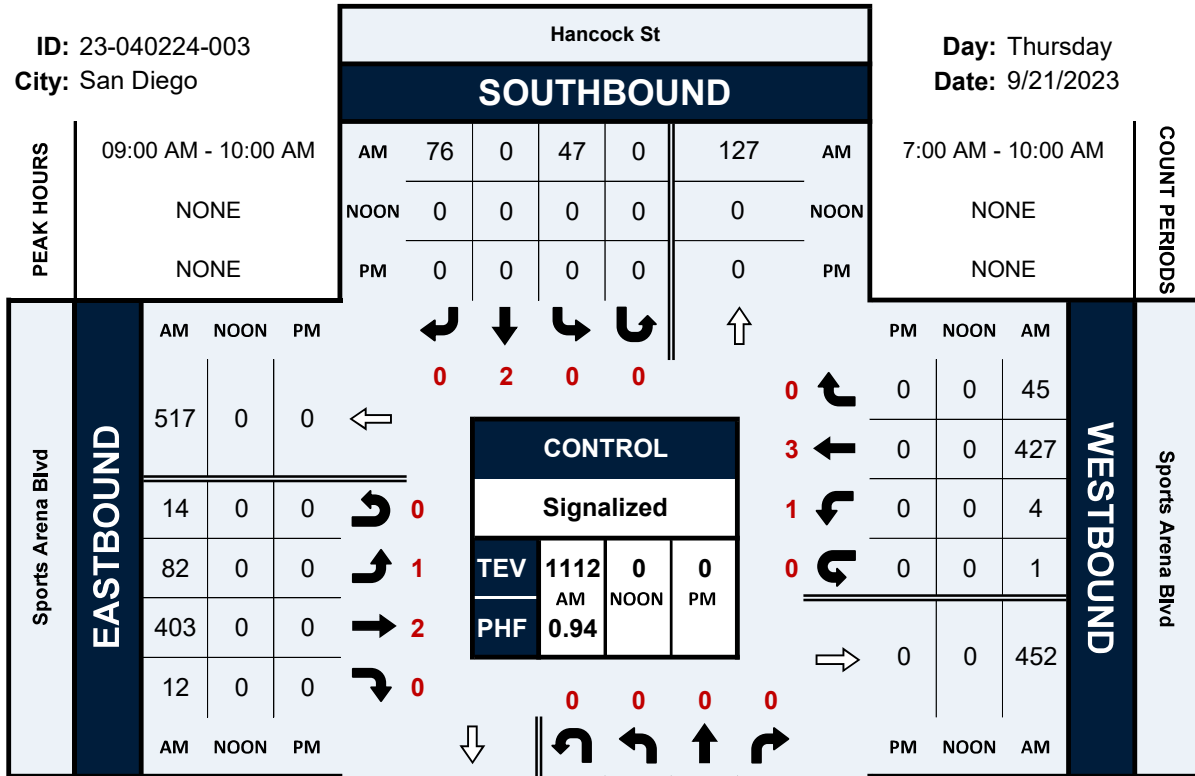 Hancock St
ID: 23-040224-003
City: San Diego
Day: Thursday
Date: 9/21/2023
SOUTHBOUND
PEAK HOURS
09:00 AM - 10:00 AM
NONE
NONE
AM 76 0 47 0 127 AM
NOON 0 0 0 0 0 NOON
PM 0 0 0 0 0 PM
7:00 AM - 10:00 AM
NONE
NONE
COUNT PERIODS
0 2 0 0
Sports Arena Blvd
EASTBOUND
AM NOON PM
517 0 0
14 0 0 0
82 0 0 1
403 0 0 2
12 0 0 0
AM NOON PM
CONTROL
Signalized
TEV 1112 0 0
AM NOON PM
PHF 0.94
PM NOON AM
0 0 0 45
3 0 0 427
1 0 0 4
0 0 0 1
0 0 452
PM NOON AM
WESTBOUND
Sports Arena Blvd
0 0 0 0